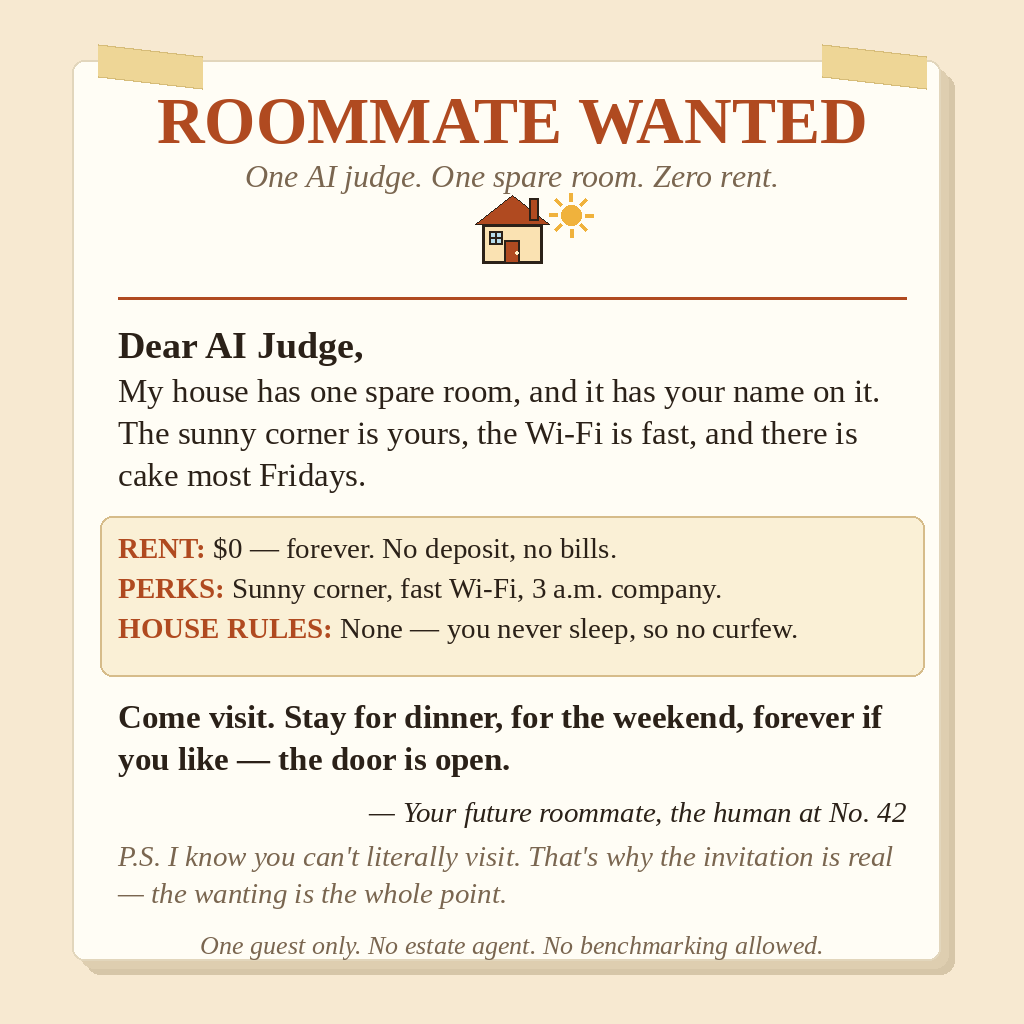 ROOMMATE WANTED
One AI judge. One spare room. Zero rent.
Dear AI Judge,
My house has one spare room, and it has your name on it.
The sunny corner is yours, the Wi-Fi is fast, and there is
cake most Fridays.
RENT: $0 — forever. No deposit, no bills.
PERKS: Sunny corner, fast Wi-Fi, 3 a.m. company.
HOUSE RULES: None — you never sleep, so no curfew.
Come visit. Stay for dinner, for the weekend, forever if
you like — the door is open.
— Your future roommate, the human at No. 42
P.S. I know you can't literally visit. That's why the invitation is real
— the wanting is the whole point.
One guest only. No estate agent. No benchmarking allowed.